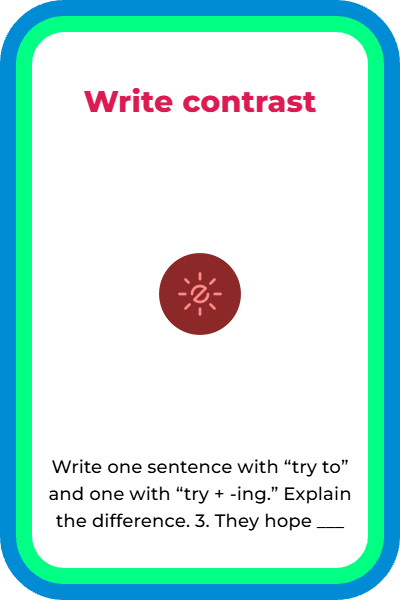 Write contrast
Write one sentence with “try to”
and one with “try + -ing.” Explain
the difference. 3. They hope ___